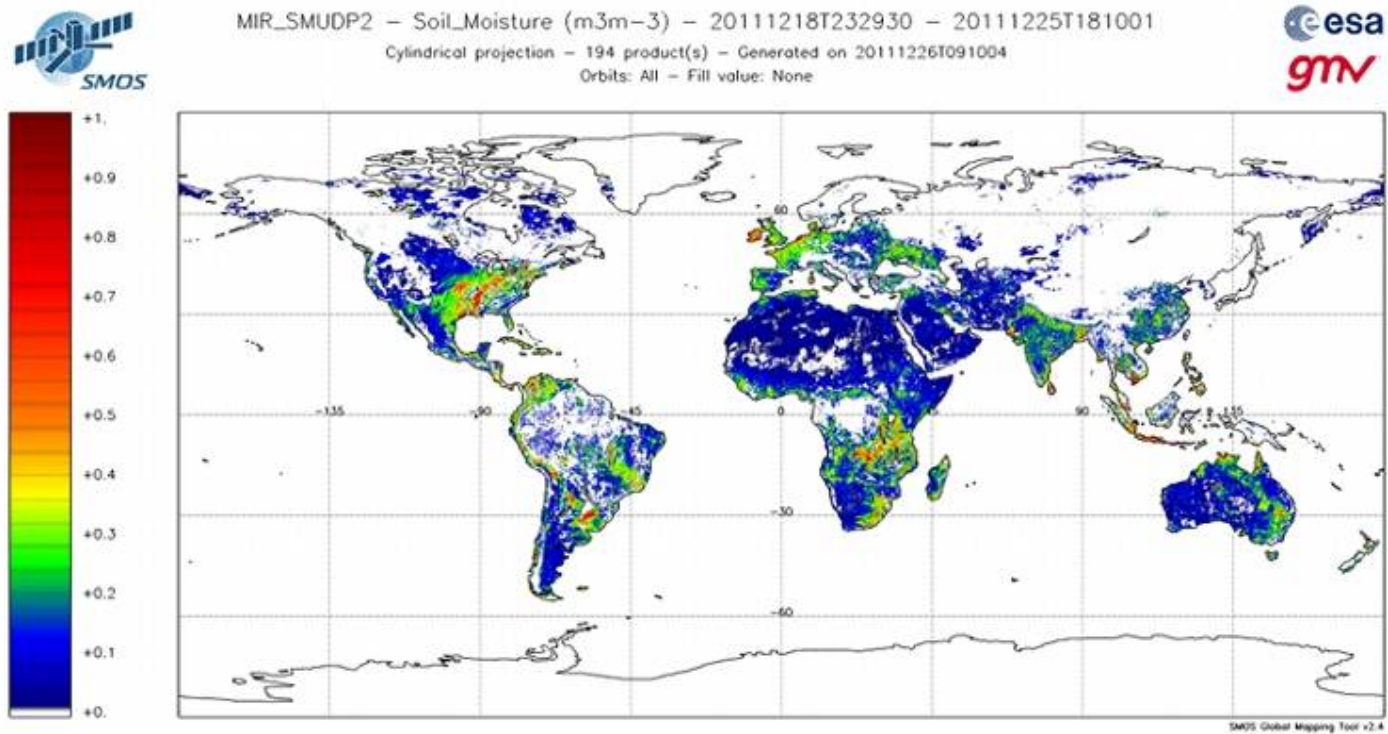 MIR_SMUDP2 - Soil_Moisture (m3m-3) - 20111218T232930 - 20111225T181001
Cylindrical projection - 194 product(s) - Generated on 20111226T091004
Orbits: All - Fill value: None
SMOS
esa
gmv
+1.
+0.9
+0.8
+0.7
+0.6
+0.5
+0.4
+0.3
+0.2
+0.1
+0.
60
-135
-90
-45
0
90
-30
-60
SMOS Global Mapping Tool v2.4